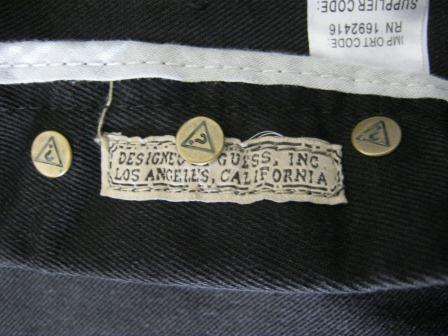 IMPORT CODE:
RN 1692416
SUPPLIER CODE:
?
?
?
DESIGNED GUESS, INC
LOS ANGELES, CALIFORNIA